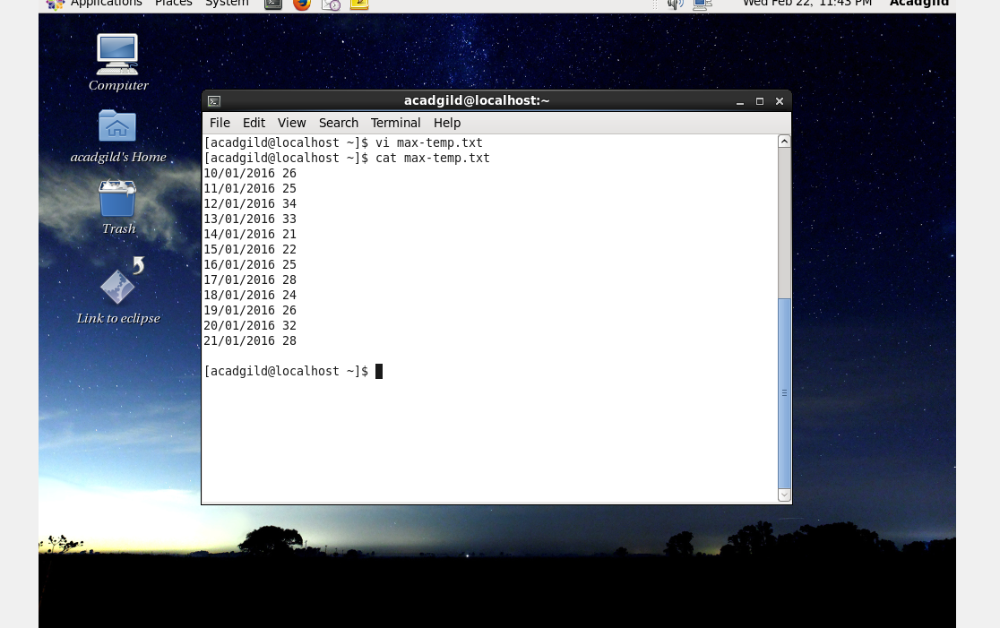 Applications Places System
Wed Feb 22, 11:43 PM Acadgild
Computer
acadgild's Home
Trash
Link to eclipse
acadgild@localhost:~
File Edit View Search Terminal Help
[acadgild@localhost ~]$ vi max-temp.txt
[acadgild@localhost ~]$ cat max-temp.txt
10/01/2016 26
11/01/2016 25
12/01/2016 34
13/01/2016 33
14/01/2016 21
15/01/2016 22
16/01/2016 25
17/01/2016 28
18/01/2016 24
19/01/2016 26
20/01/2016 32
21/01/2016 28
[acadgild@localhost ~]$